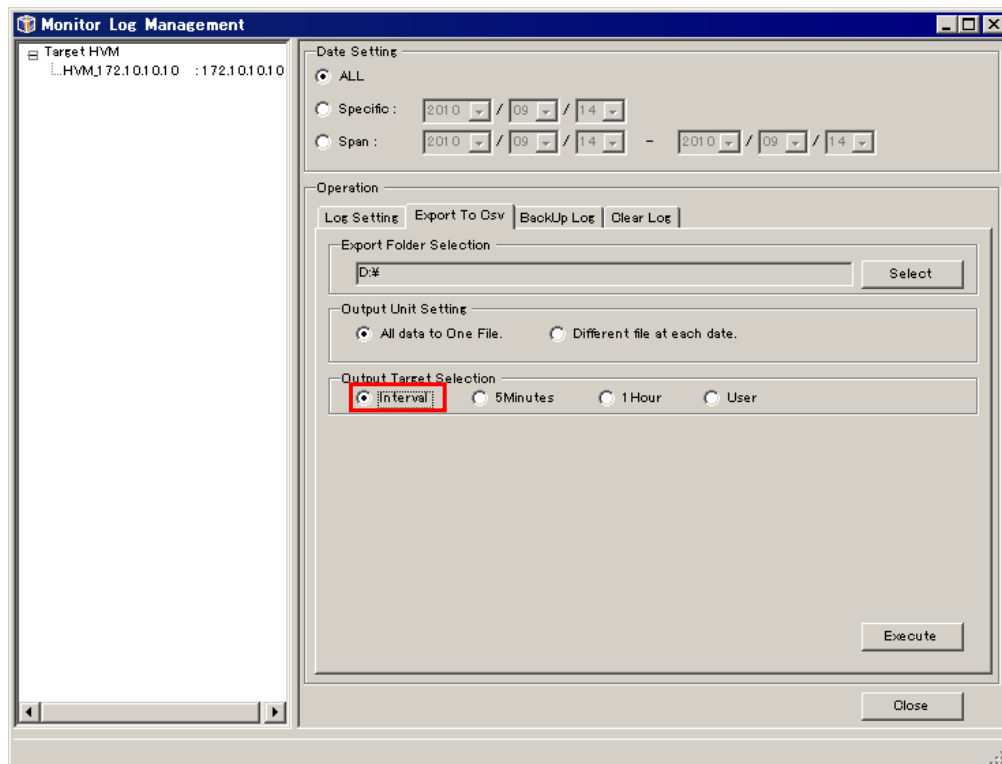 Monitor Log Management
Target HVM
HVM_172.10.10.10 : 172.10.10.10
Date Setting
ALL
Specific : 2010 / 09 / 14
Span : 2010 / 09 / 14 - 2010 / 09 / 14
Operation
Log Setting Export To Csv BackUp Log Clear Log
Export Folder Selection
D:¥ Select
Output Unit Setting
All data to One File. Different file at each date.
Output Target Selection
Interval 5Minutes 1Hour User
Execute
Close